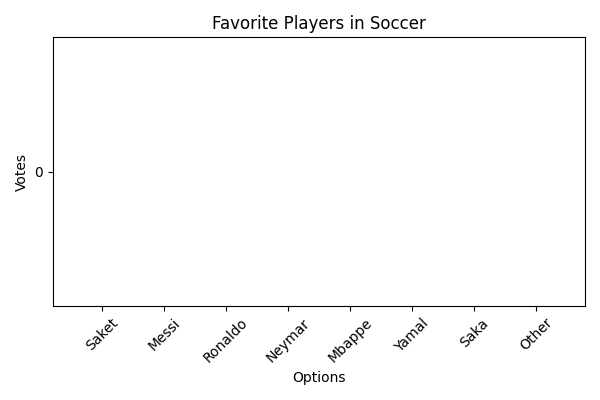 Favorite Players in Soccer
Votes
0
Saket
Messi
Ronaldo
Neymar
Mbappe
Yamal
Saka
Other
Options